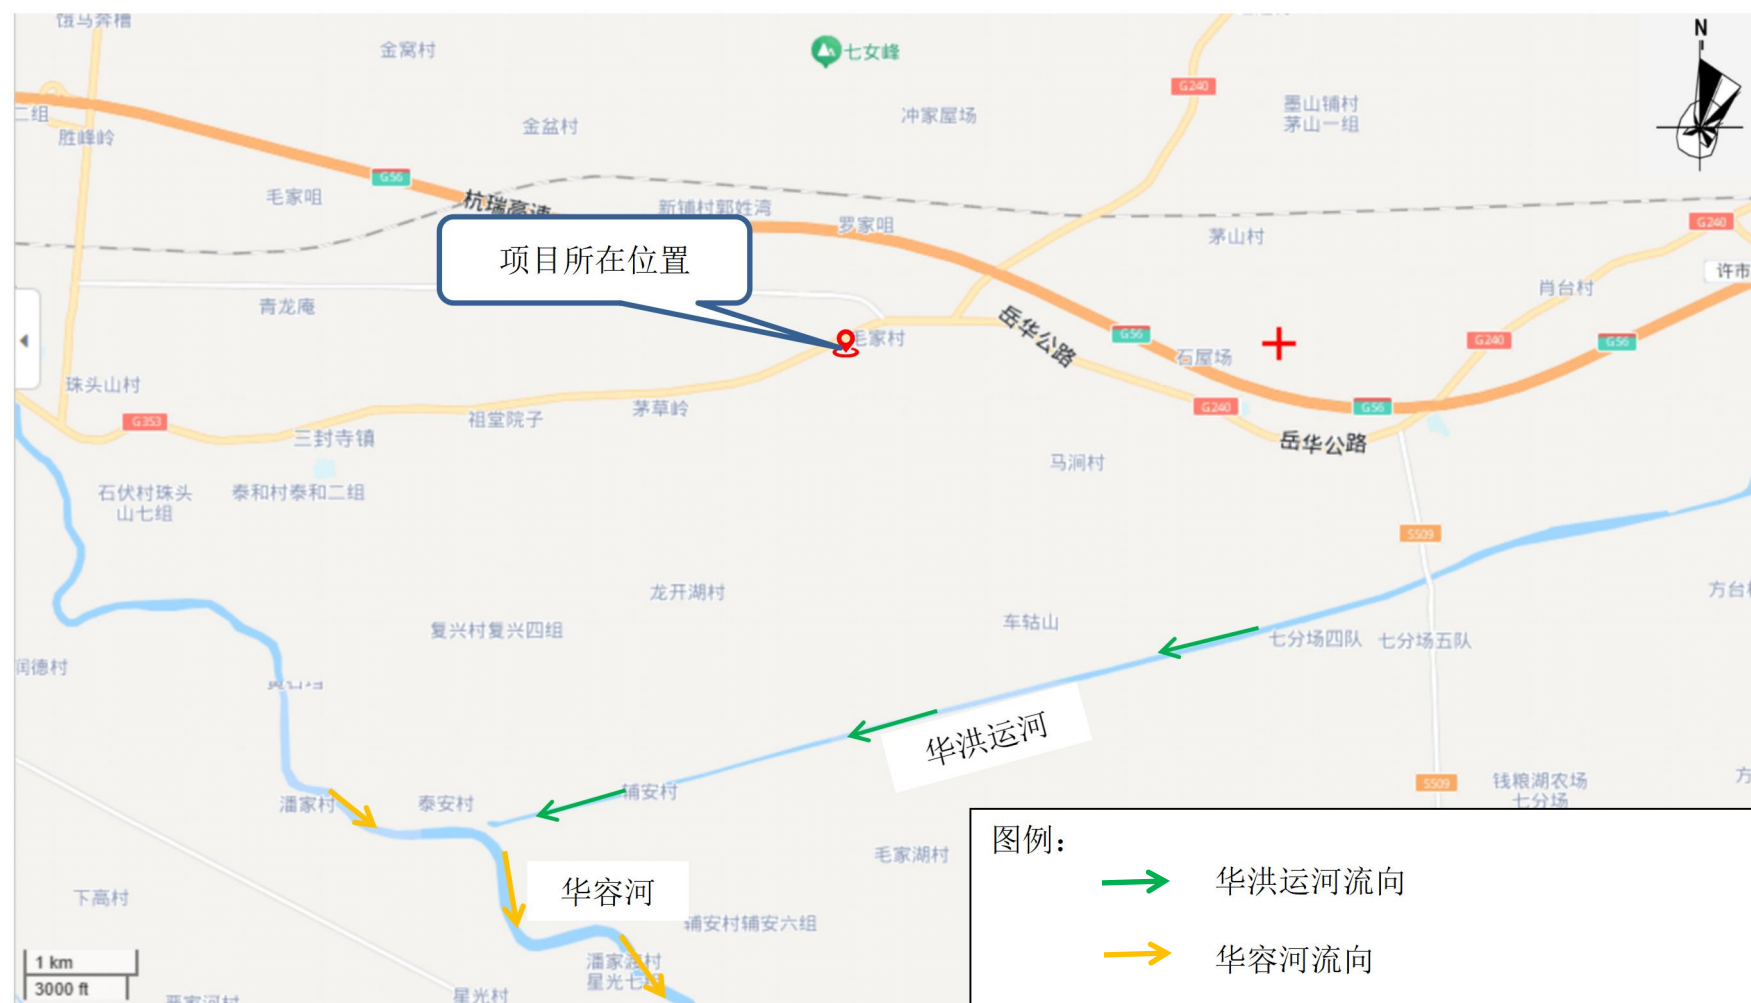 饿马奔槽
金窝村
七女峰
N
G240
二组
胜峰岭
金盆村
冲家屋场
墨山铺村
茅山一组
G56
毛家咀
杭瑞高速
新铺村郭姓湾
罗家咀
茅山村
G240
项目所在位置
许市
青龙庵
肖台村
岳华公路
毛家村
G56
石屋场
G240
G56
珠头山村
G353
祖堂院子
茅草岭
G240
G56
三封寺镇
岳华公路
马涧村
石伏村珠头
山七组
泰和村泰和二组
S509
龙开湖村
方台
复兴村复兴四组
车轱山
七分场四队
七分场五队
润德村
华洪运河
潘家村
泰安村
辅安村
S509
钱粮湖农场
七分场
方
图例：
毛家湖村
华洪运河流向
华容河
下高村
辅安村辅安六组
华容河流向
1 km
3000 ft
潘家渡村
星光七组
星光村